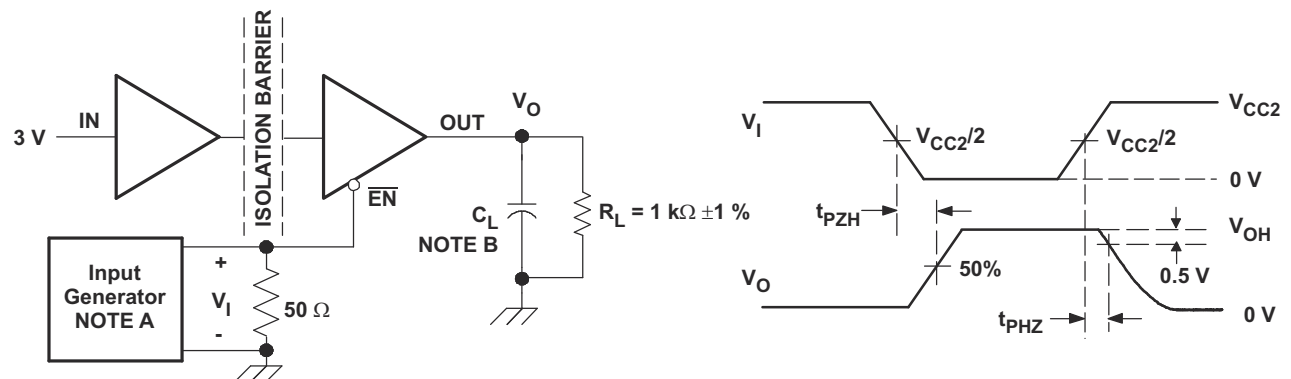 3 V
IN
ISOLATION BARRIER
OUT
EN
V_O
C_L
NOTE B
R_L = 1 kΩ ±1 %
Input
Generator
NOTE A
+
V_I
-
50 Ω
V_I
V_CC2/2
V_CC2/2
V_CC2
0 V
t_PZH
V_OH
0.5 V
50%
V_O
t_PHZ
0 V